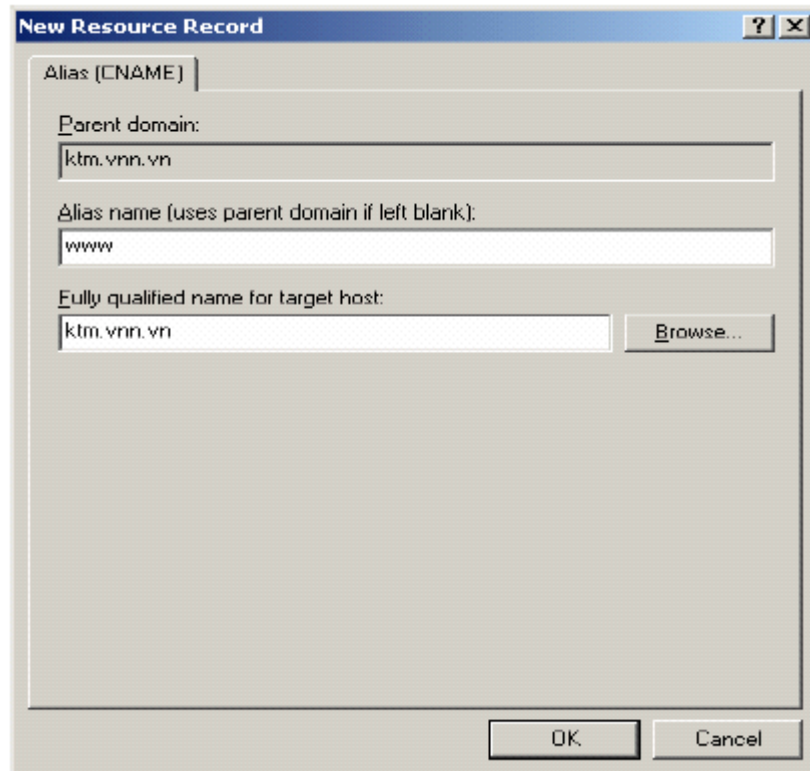 New Resource Record
Alias (CNAME)
Parent domain:
ktm.vnn.vn
Alias name (uses parent domain if left blank):
www
Fully qualified name for target host:
ktm.vnn.vn
Browse...
OK
Cancel